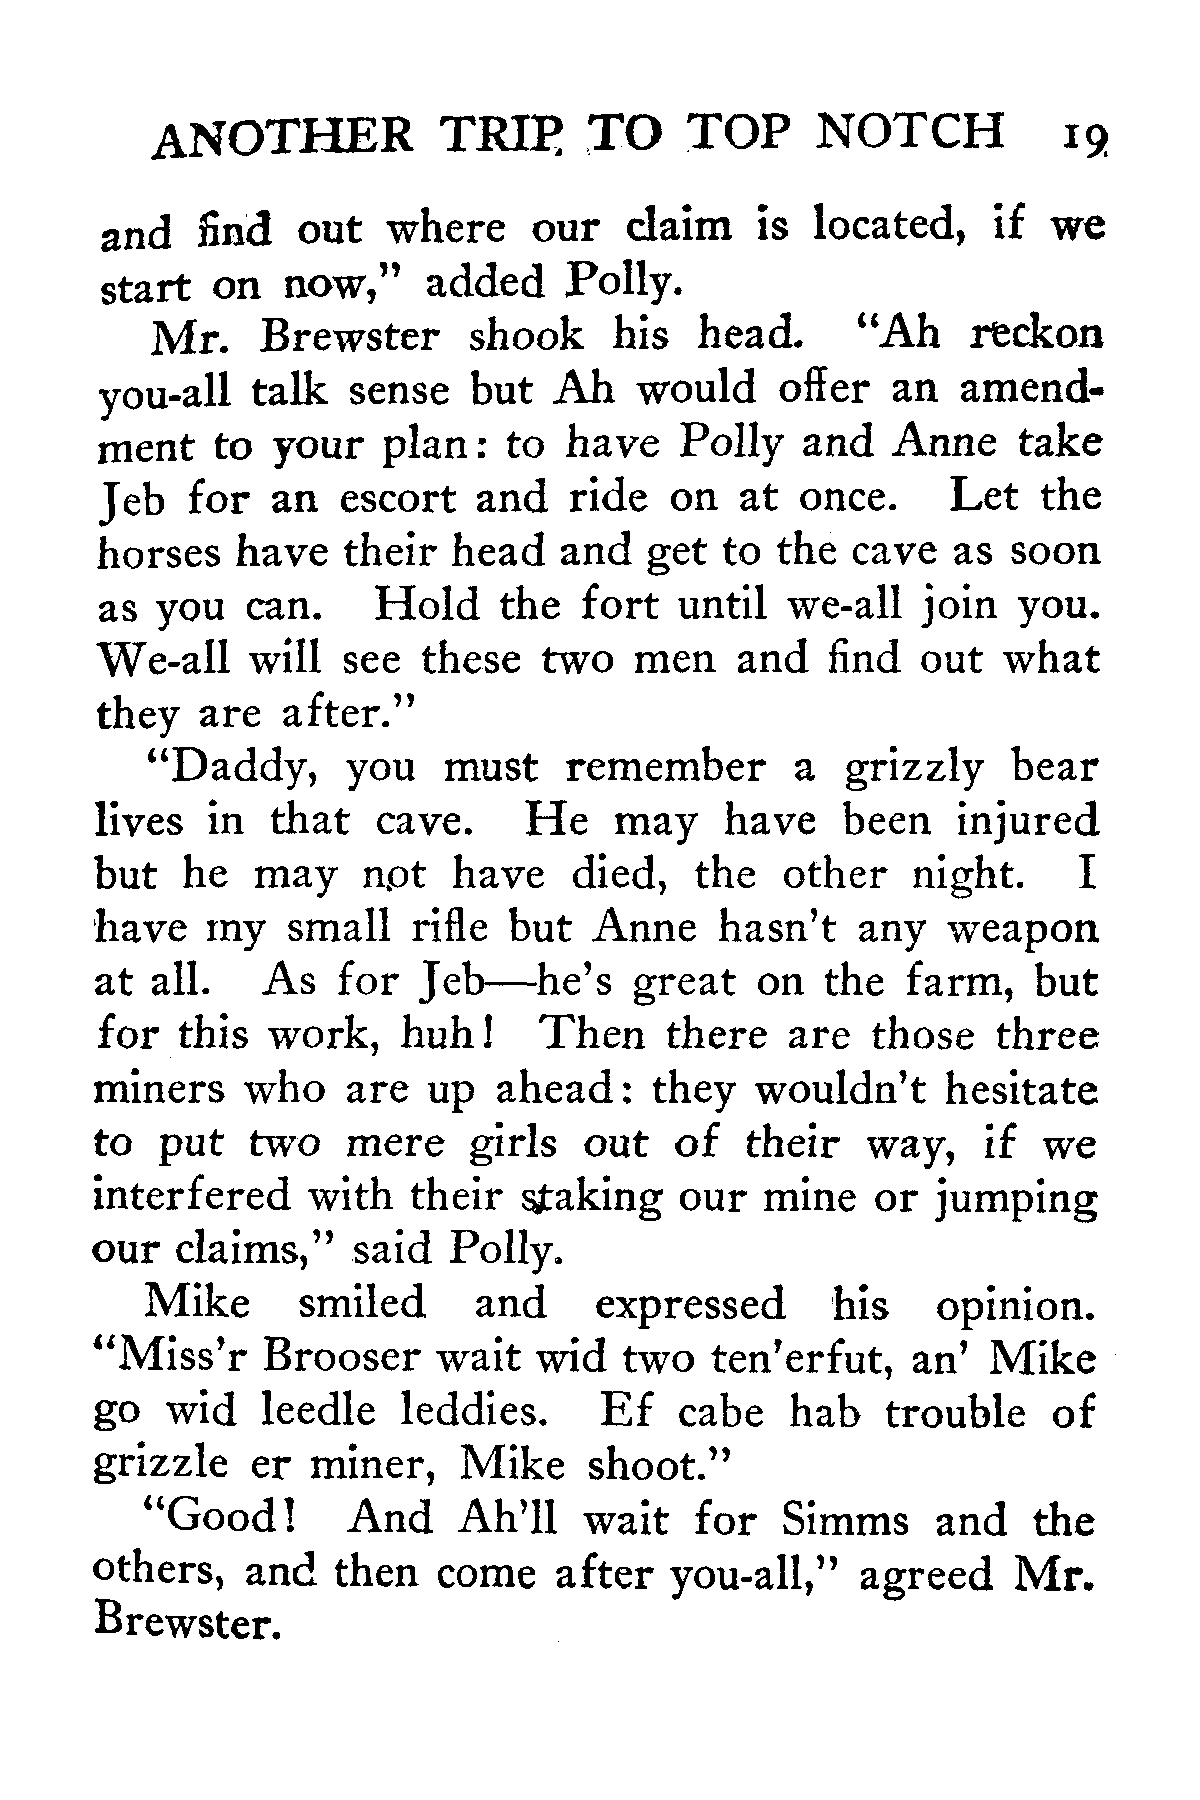 ANOTHER TRIP TO TOP NOTCH 19
and find out where our claim is located, if we
start on now,” added Polly.
Mr. Brewster shook his head. “Ah reckon
you-all talk sense but Ah would offer an amend-
ment to your plan: to have Polly and Anne take
Jeb for an escort and ride on at once. Let the
horses have their head and get to the cave as soon
as you can. Hold the fort until we-all join you.
We-all will see these two men and find out what
they are after.”
“Daddy, you must remember a grizzly bear
lives in that cave. He may have been injured
but he may not have died, the other night. I
have my small rifle but Anne hasn’t any weapon
at all. As for Jeb—he’s great on the farm, but
for this work, huh! Then there are those three
miners who are up ahead: they wouldn’t hesitate
to put two mere girls out of their way, if we
interfered with their staking our mine or jumping
our claims,” said Polly.
Mike smiled and expressed his opinion.
“Miss’r Brooser wait wid two ten’erfut, an’ Mike
go wid leedle leddies. Ef cabe hab trouble of
grizzle er miner, Mike shoot.”
“Good! And Ah’ll wait for Simms and the
others, and then come after you-all,” agreed Mr.
Brewster.